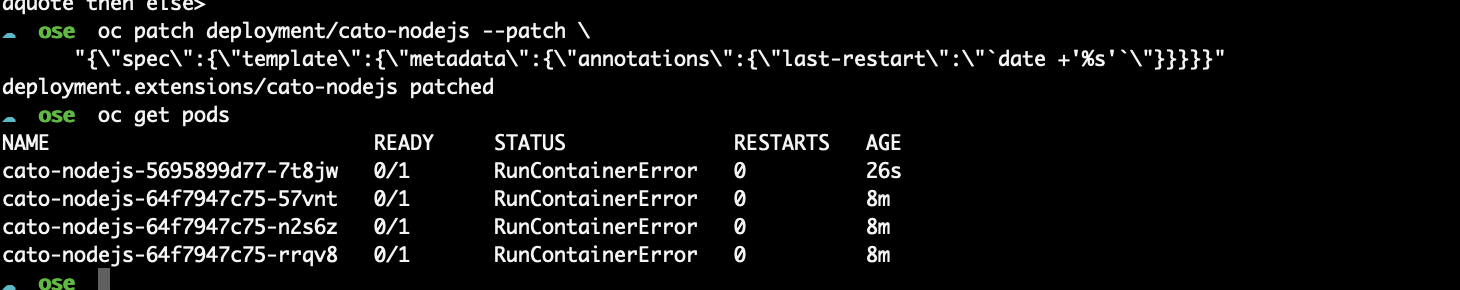 dquote then else>
ose oc patch deployment/cato-nodejs --patch \
"{\"spec\":{\"template\":{\"metadata\":{\"annotations\":{\"last-restart\":\"`date +'%s'`\"}}}}}"
deployment.extensions/cato-nodejs patched
ose oc get pods
NAME READY STATUS RESTARTS AGE
cato-nodejs-5695899d77-7t8jw 0/1 RunContainerError 0 26s
cato-nodejs-64f7947c75-57vnt 0/1 RunContainerError 0 8m
cato-nodejs-64f7947c75-n2s6z 0/1 RunContainerError 0 8m
cato-nodejs-64f7947c75-rrqv8 0/1 RunContainerError 0 8m
ose